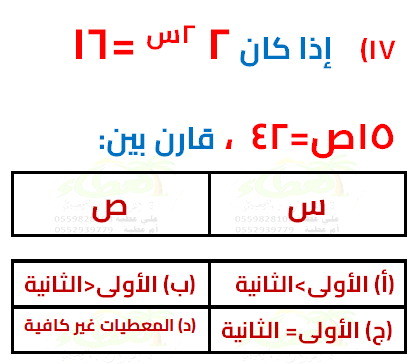 ١٧) إذا كان ٢ ٢س =١٦
١٥ص=٤٢ ، قارن بين:
س ص
(أ) الأولى>الثانية (ب) الأولى<الثانية
(ج) الأولى= الثانية (د) المعطيات غير كافية